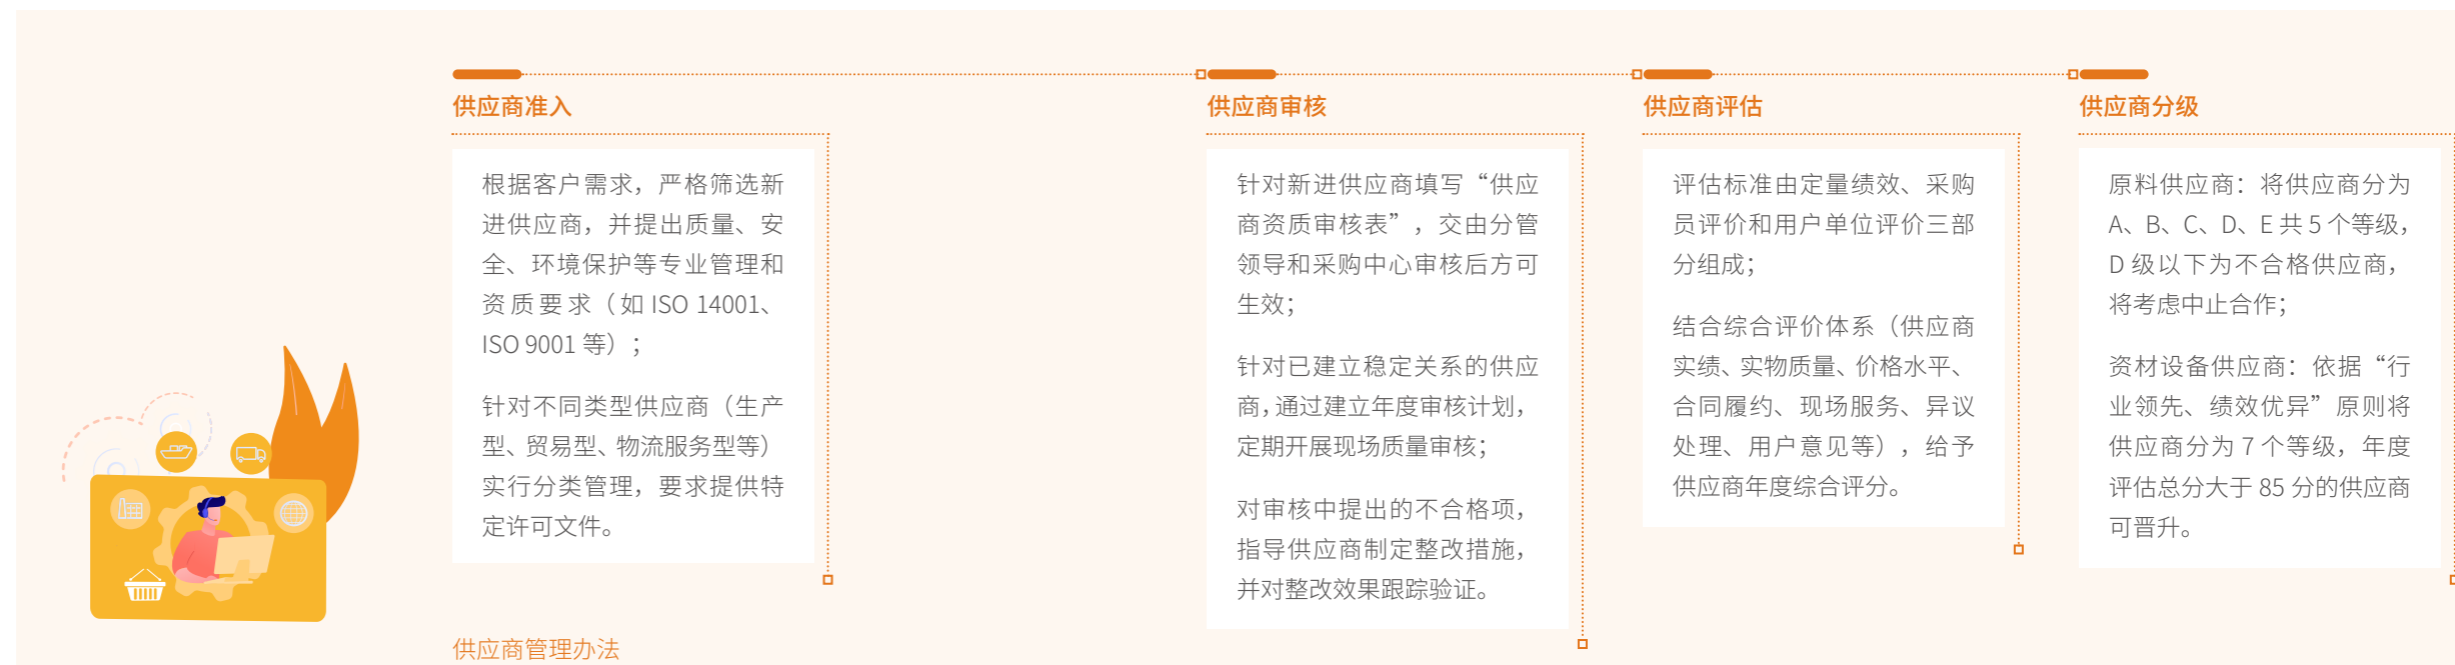 供应商准入
根据客户需求，严格筛选新
进供应商，并提出质量、安
全、环境保护等专业管理和
资质要求（如 ISO 14001、
ISO 9001 等）；
针对不同类型供应商（生产
型、贸易型、物流服务型等）
实行分类管理，要求提供特
定许可文件。
供应商审核
针对新进供应商填写“供应
商资质审核表”，交由分管
领导和采购中心审核后方可
生效；
针对已建立稳定关系的供应
商，通过建立年度审核计划，
定期开展现场质量审核；
对审核中提出的不合格项，
指导供应商制定整改措施，
并对整改效果跟踪验证。
供应商评估
评估标准由定量绩效、采购
员评价和用户单位评价三部
分组成；
结合综合评价体系（供应商
实绩、实物质量、价格水平、
合同履约、现场服务、异议
处理、用户意见等），给予
供应商年度综合评分。
供应商分级
原料供应商：将供应商分为
A、B、C、D、E 共 5 个等级，
D 级以下为不合格供应商，
将考虑中止合作；
资材设备供应商：依据“行
业领先、绩效优异”原则将
供应商分为 7 个等级，年度
评估总分大于 85 分的供应商
可晋升。
供应商管理办法